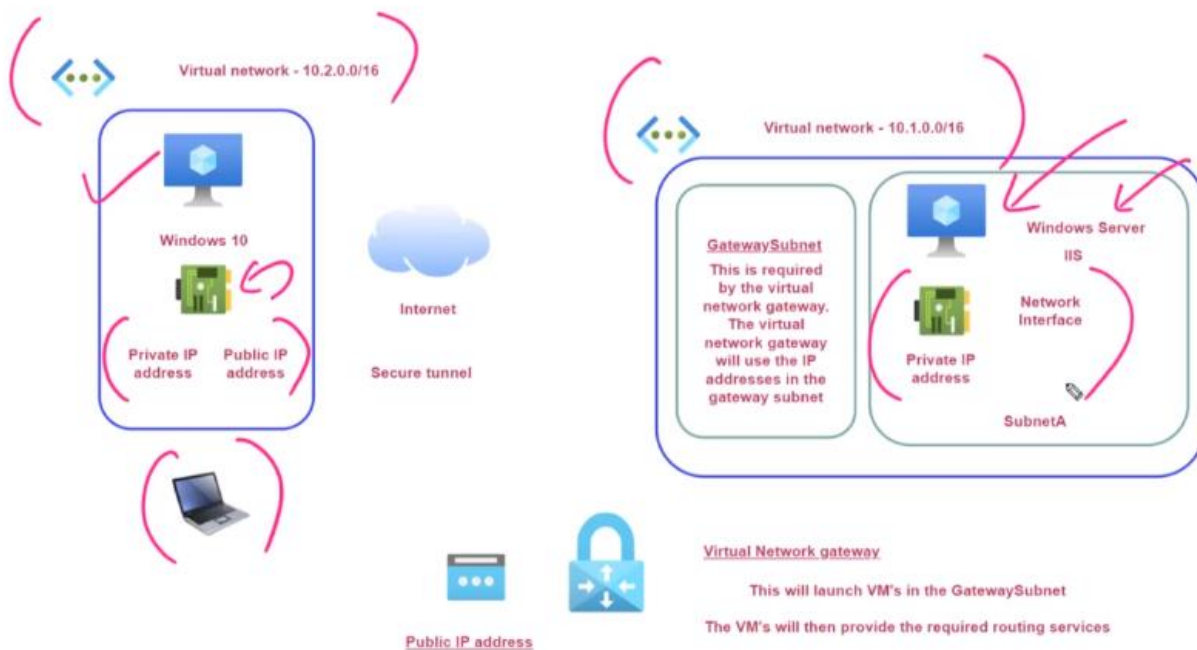 Virtual network - 10.2.0.0/16
Windows 10
Private IP
address
Public IP
address
Internet
Secure tunnel
Virtual network - 10.1.0.0/16
GatewaySubnet
This is required
by the virtual
network gateway.
The virtual
network gateway
will use the IP
addresses in the
gateway subnet
Windows Server
IIS
Network
Interface
Private IP
address
SubnetA
Public IP address
Virtual Network gateway
This will launch VM's in the GatewaySubnet
The VM's will then provide the required routing services